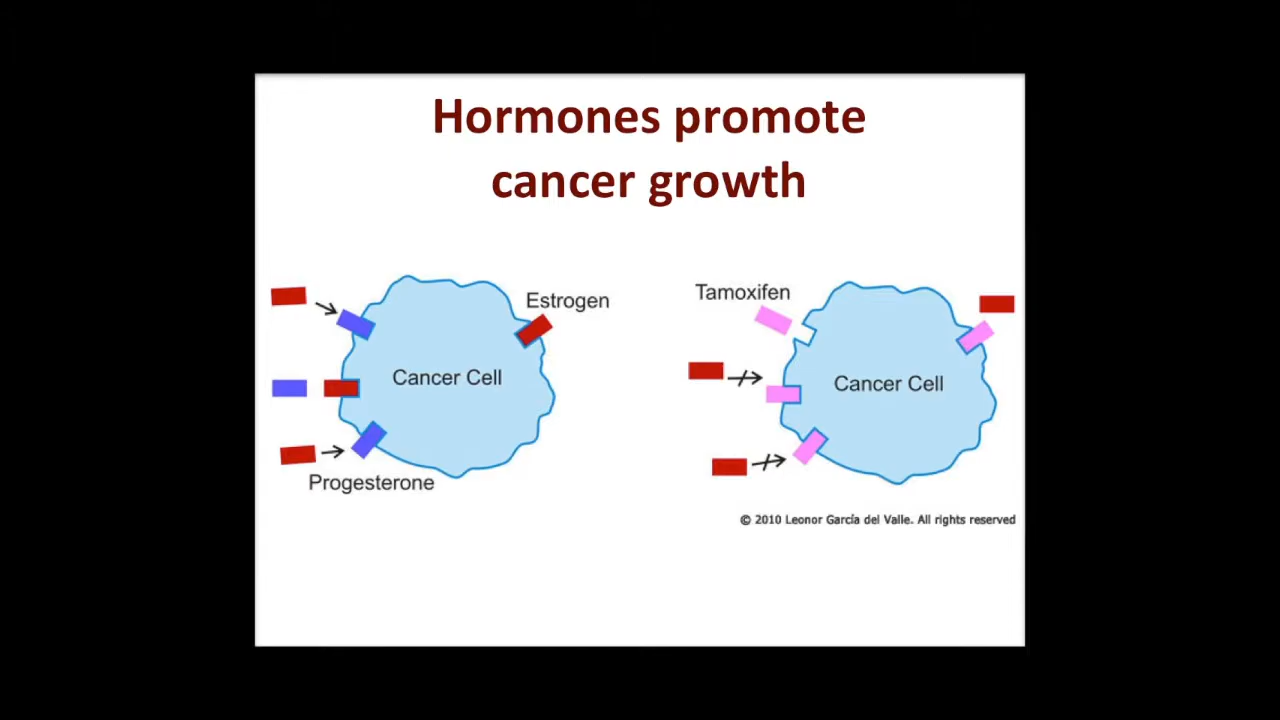 Hormones promote
cancer growth
Estrogen
Cancer Cell
Progesterone
Tamoxifen
Cancer Cell
© 2010 Leonor García del Valle. All rights reserved